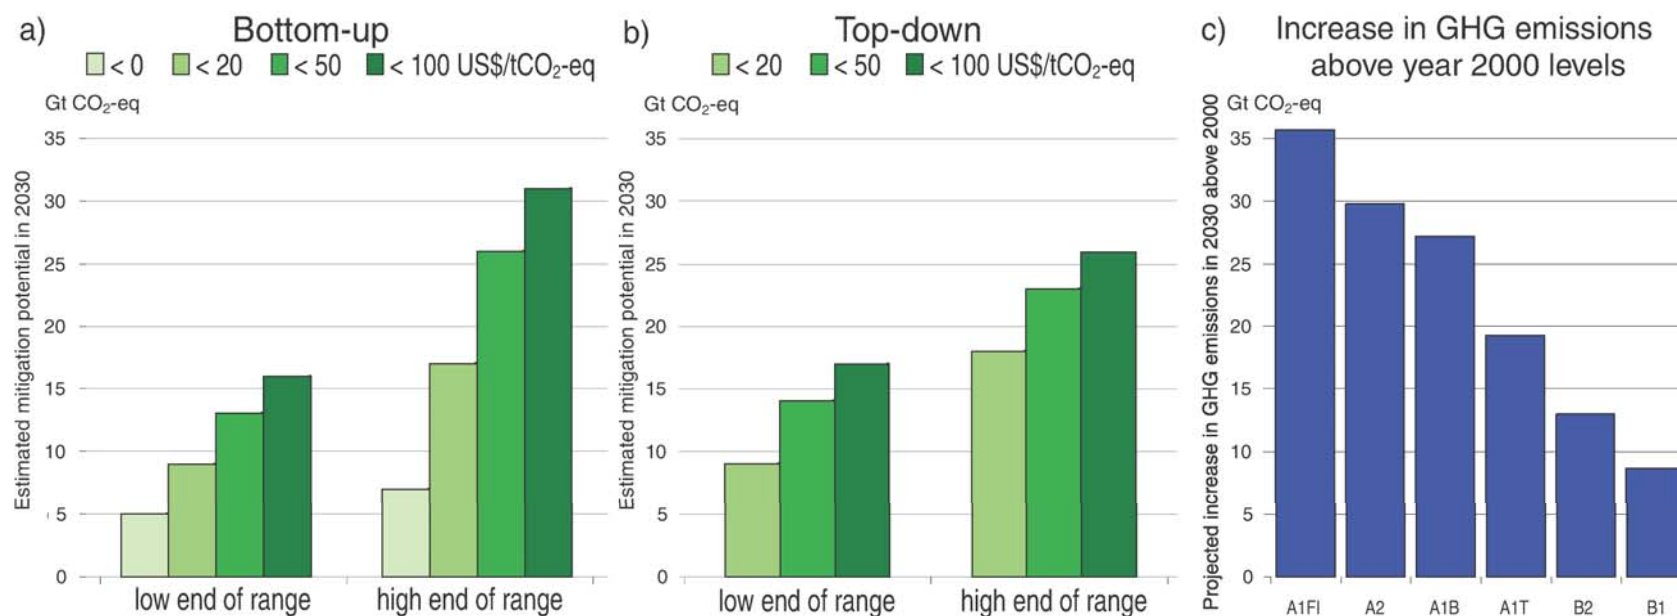 a) Bottom-up
< 0 < 20 < 50 < 100 US$/tCO₂-eq
Gt CO₂-eq
Estimated mitigation potential in 2030
35
30
25
20
15
10
5
0
low end of range high end of range
b) Top-down
< 20 < 50 < 100 US$/tCO₂-eq
Gt CO₂-eq
Estimated mitigation potential in 2030
35
30
25
20
15
10
5
0
low end of range high end of range
c) Increase in GHG emissions
above year 2000 levels
Gt CO₂-eq
Projected increase in GHG emissions in 2030 above 2000
35
30
25
20
15
10
5
0
A1FI A2 A1B A1T B2 B1